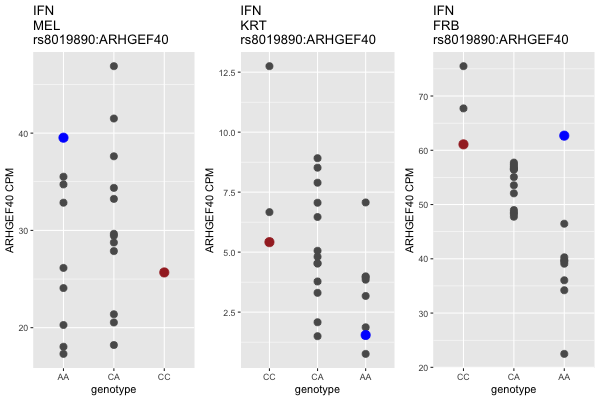 IFN
MEL
rs8019890:ARHGEF40
40
30
20
ARHGEF40 CPM
AA
CA
CC
genotype
IFN
KRT
rs8019890:ARHGEF40
12.5
10.0
7.5
5.0
2.5
ARHGEF40 CPM
CC
CA
AA
genotype
IFN
FRB
rs8019890:ARHGEF40
70
60
50
40
30
20
ARHGEF40 CPM
CC
CA
AA
genotype